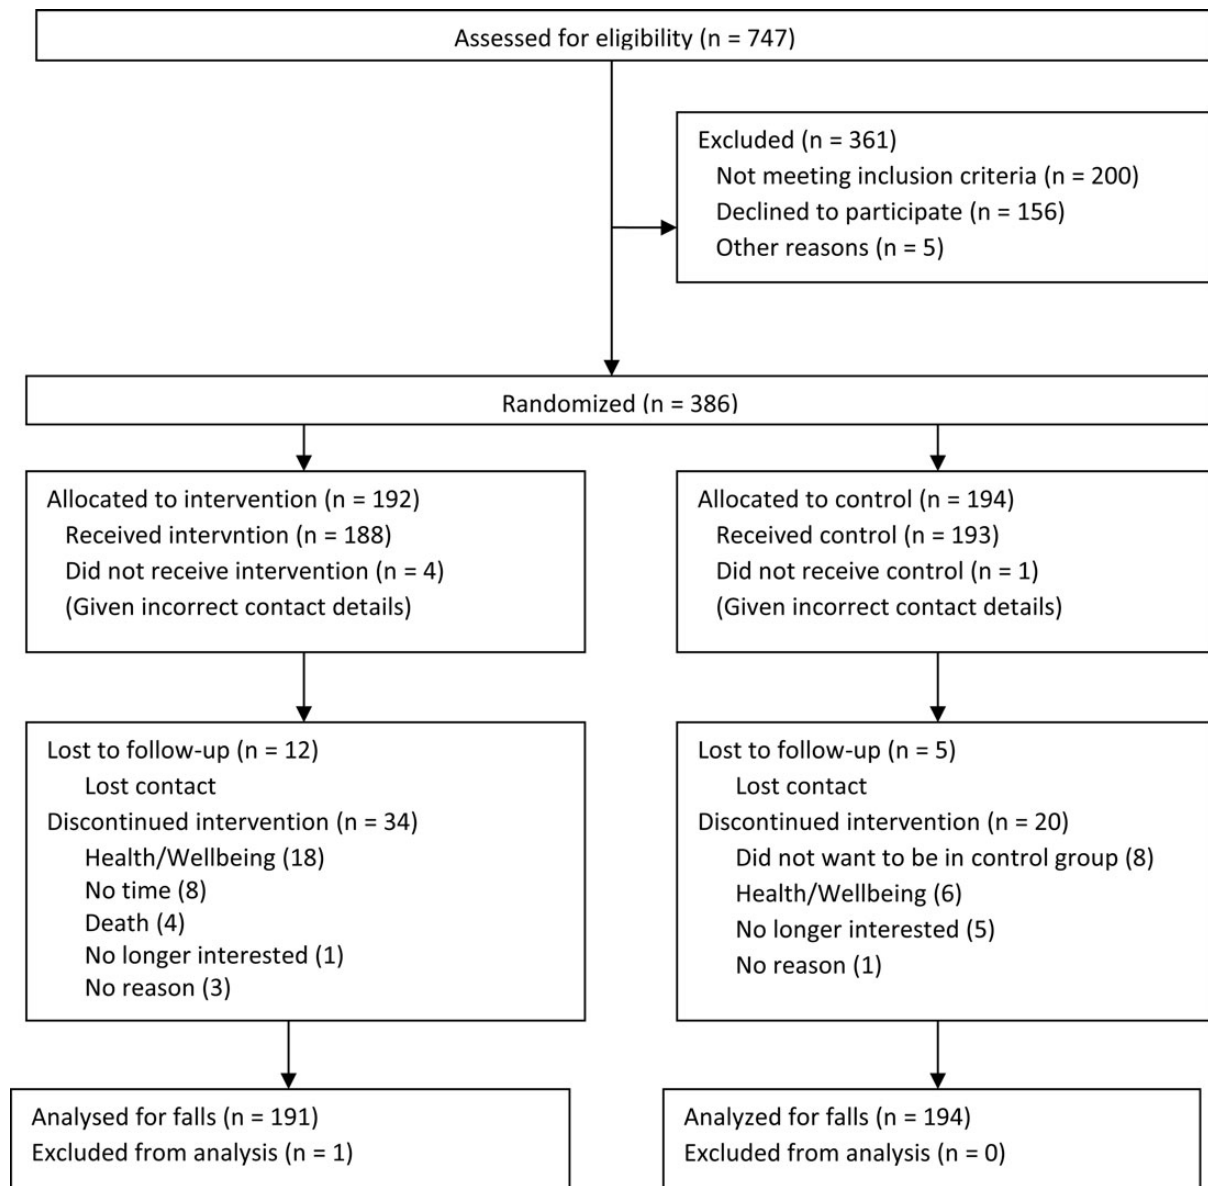 Assessed for eligibility (n = 747)
Excluded (n = 361)
Not meeting inclusion criteria (n = 200)
Declined to participate (n = 156)
Other reasons (n = 5)
Randomized (n = 386)
Allocated to intervention (n = 192)
Received intervntion (n = 188)
Did not receive intervention (n = 4)
(Given incorrect contact details)
Allocated to control (n = 194)
Received control (n = 193)
Did not receive control (n = 1)
(Given incorrect contact details)
Lost to follow-up (n = 12)
Lost contact
Discontinued intervention (n = 34)
Health/Wellbeing (18)
No time (8)
Death (4)
No longer interested (1)
No reason (3)
Lost to follow-up (n = 5)
Lost contact
Discontinued intervention (n = 20)
Did not want to be in control group (8)
Health/Wellbeing (6)
No longer interested (5)
No reason (1)
Analysed for falls (n = 191)
Excluded from analysis (n = 1)
Analyzed for falls (n = 194)
Excluded from analysis (n = 0)